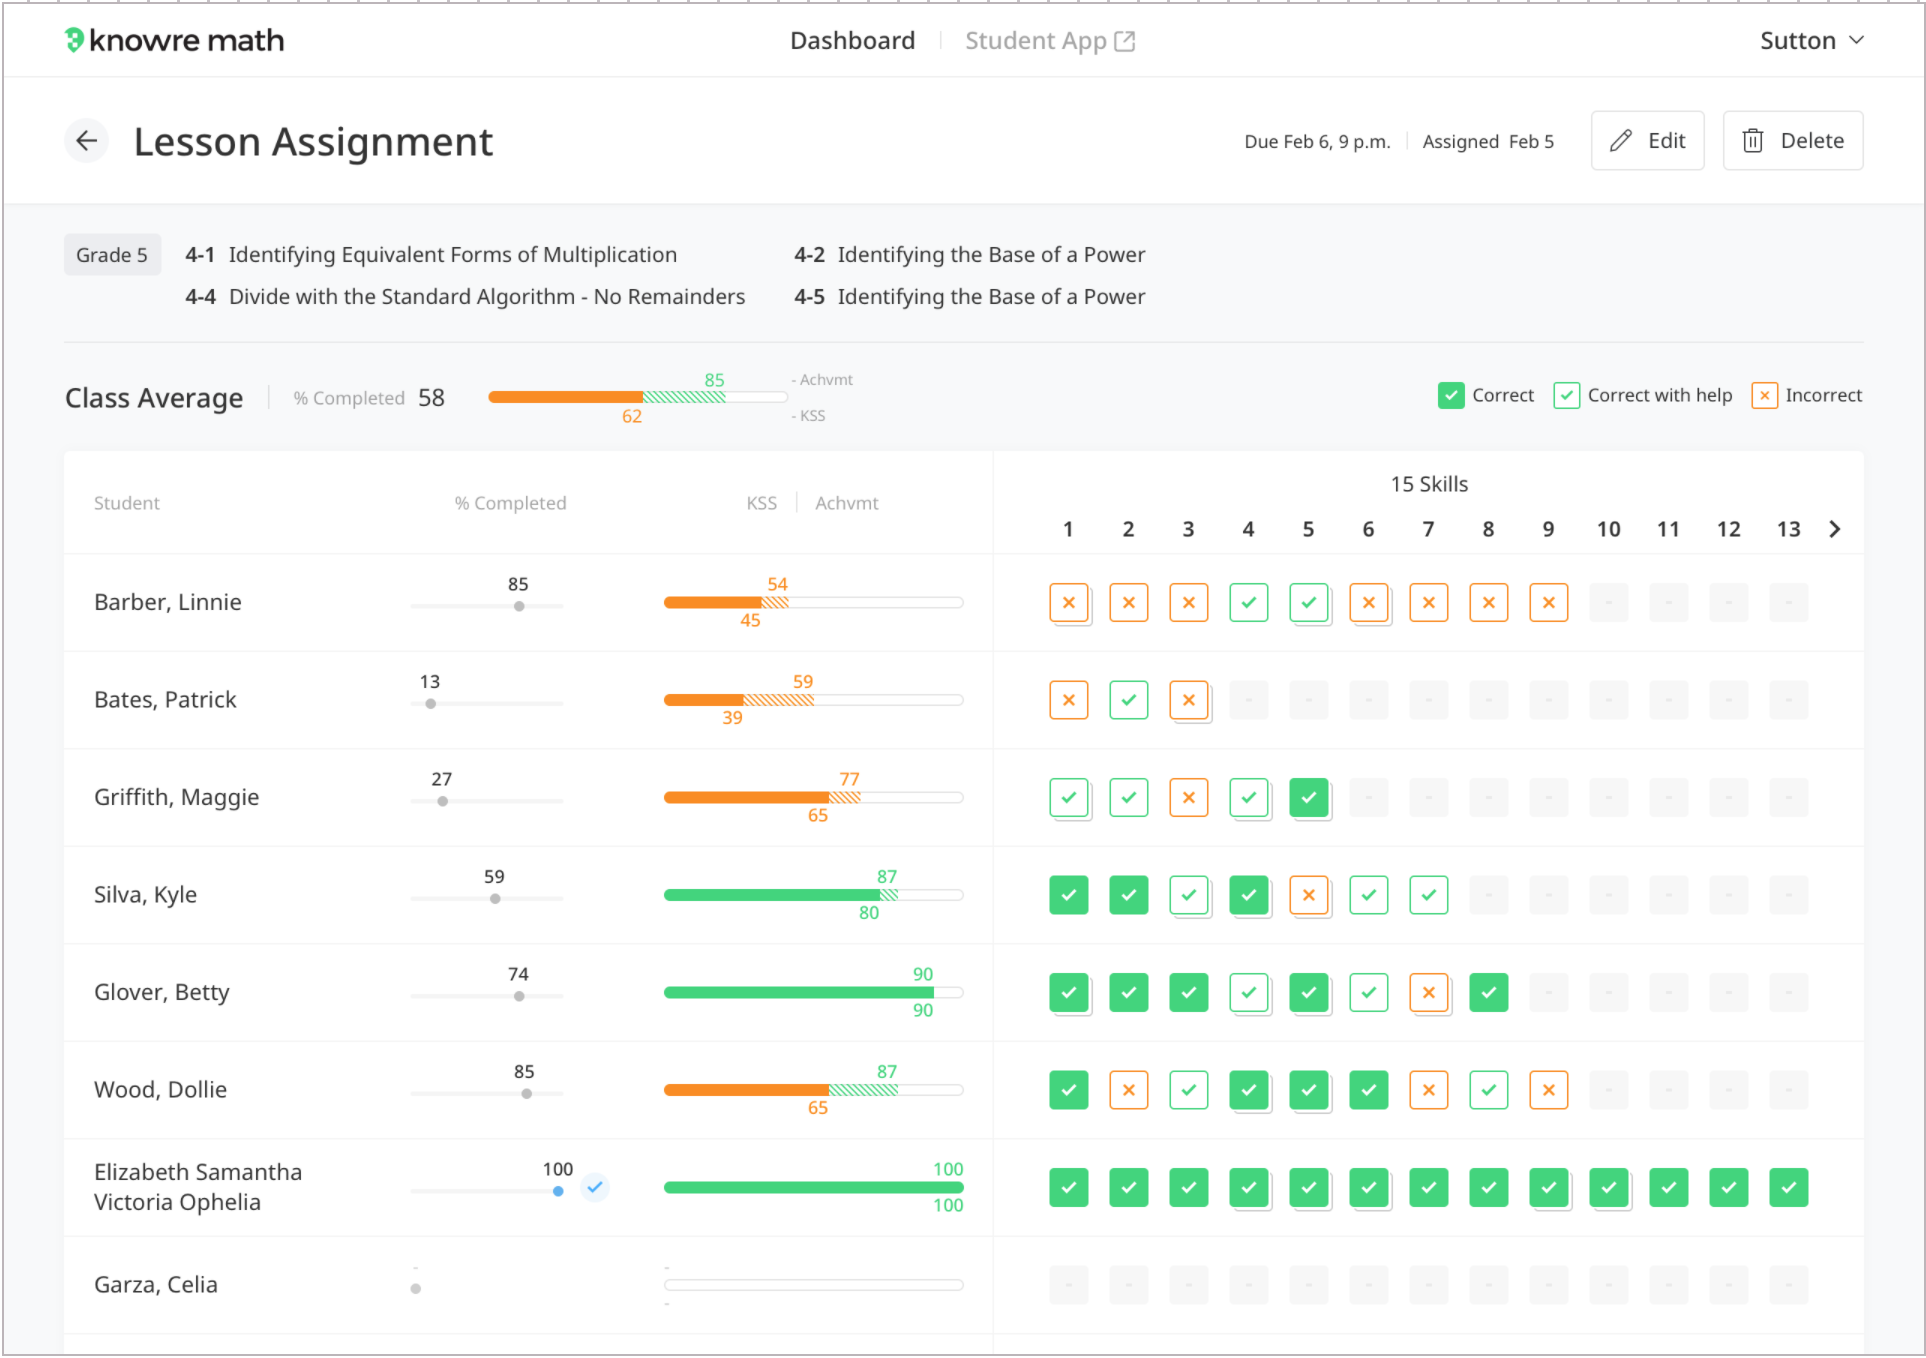 knowre math
Dashboard Student App
Sutton
Lesson Assignment
Due Feb 6, 9 p.m. Assigned Feb 5
Edit
Delete
Grade 5 4-1 Identifying Equivalent Forms of Multiplication 4-2 Identifying the Base of a Power
4-4 Divide with the Standard Algorithm - No Remainders 4-5 Identifying the Base of a Power
Class Average % Completed 58
85 - Achvmt
62 - KSS
Correct Correct with help Incorrect
15 Skills
Student % Completed KSS Achvmt
1 2 3 4 5 6 7 8 9 10 11 12 13
Barber, Linnie 85 54
45
- - - -
Bates, Patrick 13 59
39
- - - - - - - - - -
Griffith, Maggie 27 77
65
- - - - - - - -
Silva, Kyle 59 87
80
- - - - - -
Glover, Betty 74 90
90
- - - - -
Wood, Dollie 85 87
65
- - - -
Elizabeth Samantha 100 100
Victoria Ophelia 100
Garza, Celia - -
-
- - - - - - - - - - - - -